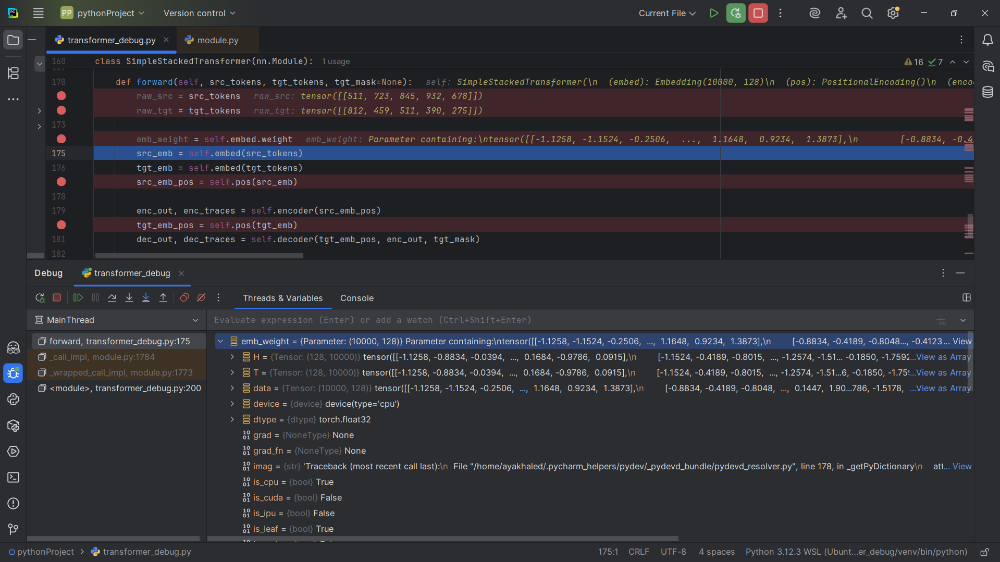 PP pythonProject
Version control
Current File
transformer_debug.py
module.py
160 class SimpleStackedTransformer(nn.Module): 1 usage
16 7
170 def forward(self, src_tokens, tgt_tokens, tgt_mask=None): self: SimpleStackedTransformer(\n (embed): Embedding(10000, 128)\n (pos): PositionalEncoding()\n (enco
raw_src = src_tokens raw_src: tensor([[511, 723, 845, 932, 678]])
raw_tgt = tgt_tokens raw_tgt: tensor([[812, 459, 511, 390, 275]])
173
emb_weight = self.embed.weight emb_weight: Parameter containing:\ntensor([[-1.1258, -1.1524, -0.2506, ..., 1.1648, 0.9234, 1.3873],\n [-0.8834, -0.4
175 src_emb = self.embed(src_tokens)
176 tgt_emb = self.embed(tgt_tokens)
src_emb_pos = self.pos(src_emb)
178
179 enc_out, enc_traces = self.encoder(src_emb_pos)
tgt_emb_pos = self.pos(tgt_emb)
181 dec_out, dec_traces = self.decoder(tgt_emb_pos, enc_out, tgt_mask)
182
Debug
transformer_debug
Threads & Variables
Console
MainThread
Evaluate expression (Enter) or add a watch (Ctrl+Shift+Enter)
forward, transformer_debug.py:175
_call_impl, module.py:1784
_wrapped_call_impl, module.py:1773
<module>, transformer_debug.py:200
emb_weight = {Parameter: (10000, 128)} Parameter containing:\ntensor([[-1.1258, -1.1524, -0.2506, ..., 1.1648, 0.9234, 1.3873],\n [-0.8834, -0.4189, -0.8048..., -0.4123 ... View
H = {Tensor: (128, 10000)} tensor([[-1.1258, -0.8834, -0.0394, ..., 0.1684, -0.9786, 0.0915],\n [-1.1524, -0.4189, -0.8015, ..., -1.2574, -1.51... -0.1850, -1.7592...View as Array
T = {Tensor: (128, 10000)} tensor([[-1.1258, -0.8834, -0.0394, ..., 0.1684, -0.9786, 0.0915],\n [-1.1524, -0.4189, -0.8015, ..., -1.2574, -1.51...6, -0.1850, -1.759...View as Array
data = {Tensor: (10000, 128)} tensor([[-1.1258, -1.1524, -0.2506, ..., 1.1648, 0.9234, 1.3873],\n [-0.8834, -0.4189, -0.8048, ..., 0.1447, 1.90...786, -1.5178, ...View as Array
device = {device} device(type='cpu')
dtype = {dtype} torch.float32
grad = {NoneType} None
grad_fn = {NoneType} None
imag = {str} 'Traceback (most recent call last):\n File "/home/ayakhaled/.pycharm_helpers/pydev/_pydevd_bundle/pydevd_resolver.py", line 178, in _getPyDictionary\n att... View
is_cpu = {bool} True
is_cuda = {bool} False
is_ipu = {bool} False
is_leaf = {bool} True
pythonProject > transformer_debug.py
175:1 CRLF UTF-8 4 spaces Python 3.12.3 WSL (Ubunt...er_debug/venv/bin/python)